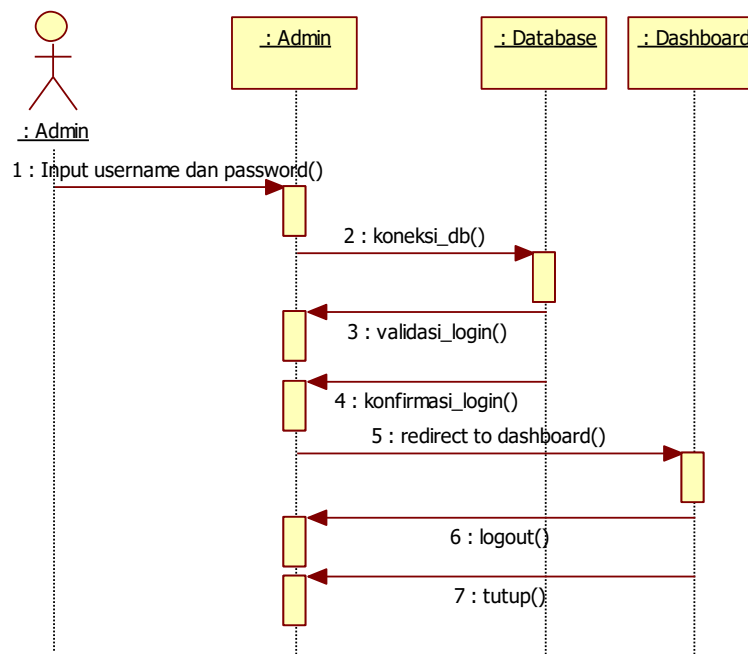 : Admin
: Database
: Dashboard
: Admin
1 : Input username dan password()
2 : koneksi_db()
3 : validasi_login()
4 : konfirmasi_login()
5 : redirect to dashboard()
6 : logout()
7 : tutup()